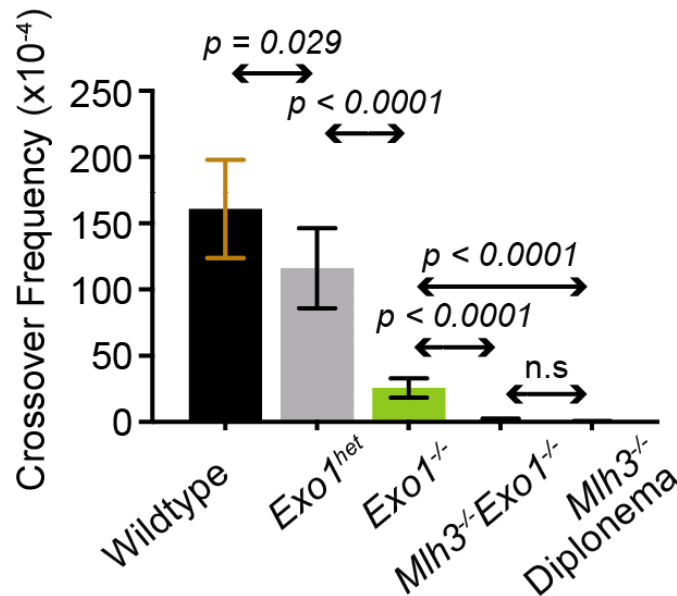 p = 0.029
p < 0.0001
p < 0.0001
p < 0.0001
n.s
Crossover Frequency (x10⁻⁴)
250
200
150
100
50
0
Wildtype
Exo1ʰᵉᵗ
Exo1⁻/⁻
Mlh3⁻/⁻Exo1⁻/⁻
Mlh3⁻/⁻
Diplonema